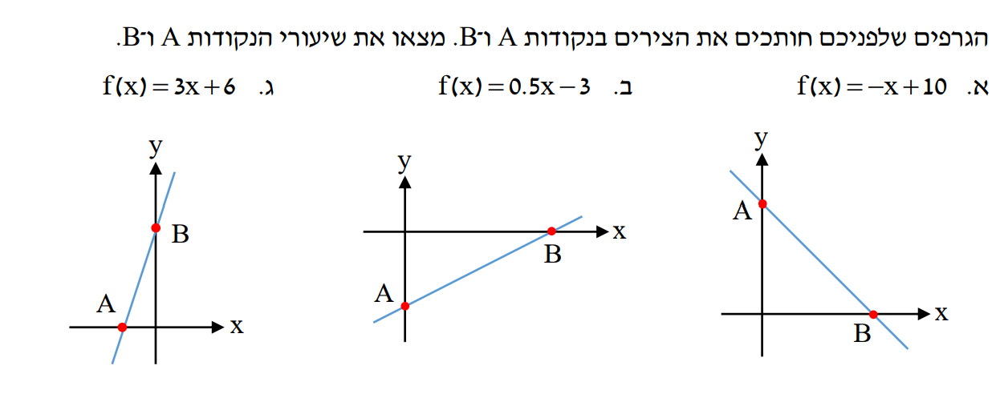 הגרפים שלפניכם חותכים את הצירים בנקודות A ו־B. מצאו את שיעורי הנקודות A ו־B.
א. f(x)=−x+10 ב. f(x)=0.5x−3 ג. f(x)=3x+6
y
A
B
x
y
x
B
A
y
B
A
x